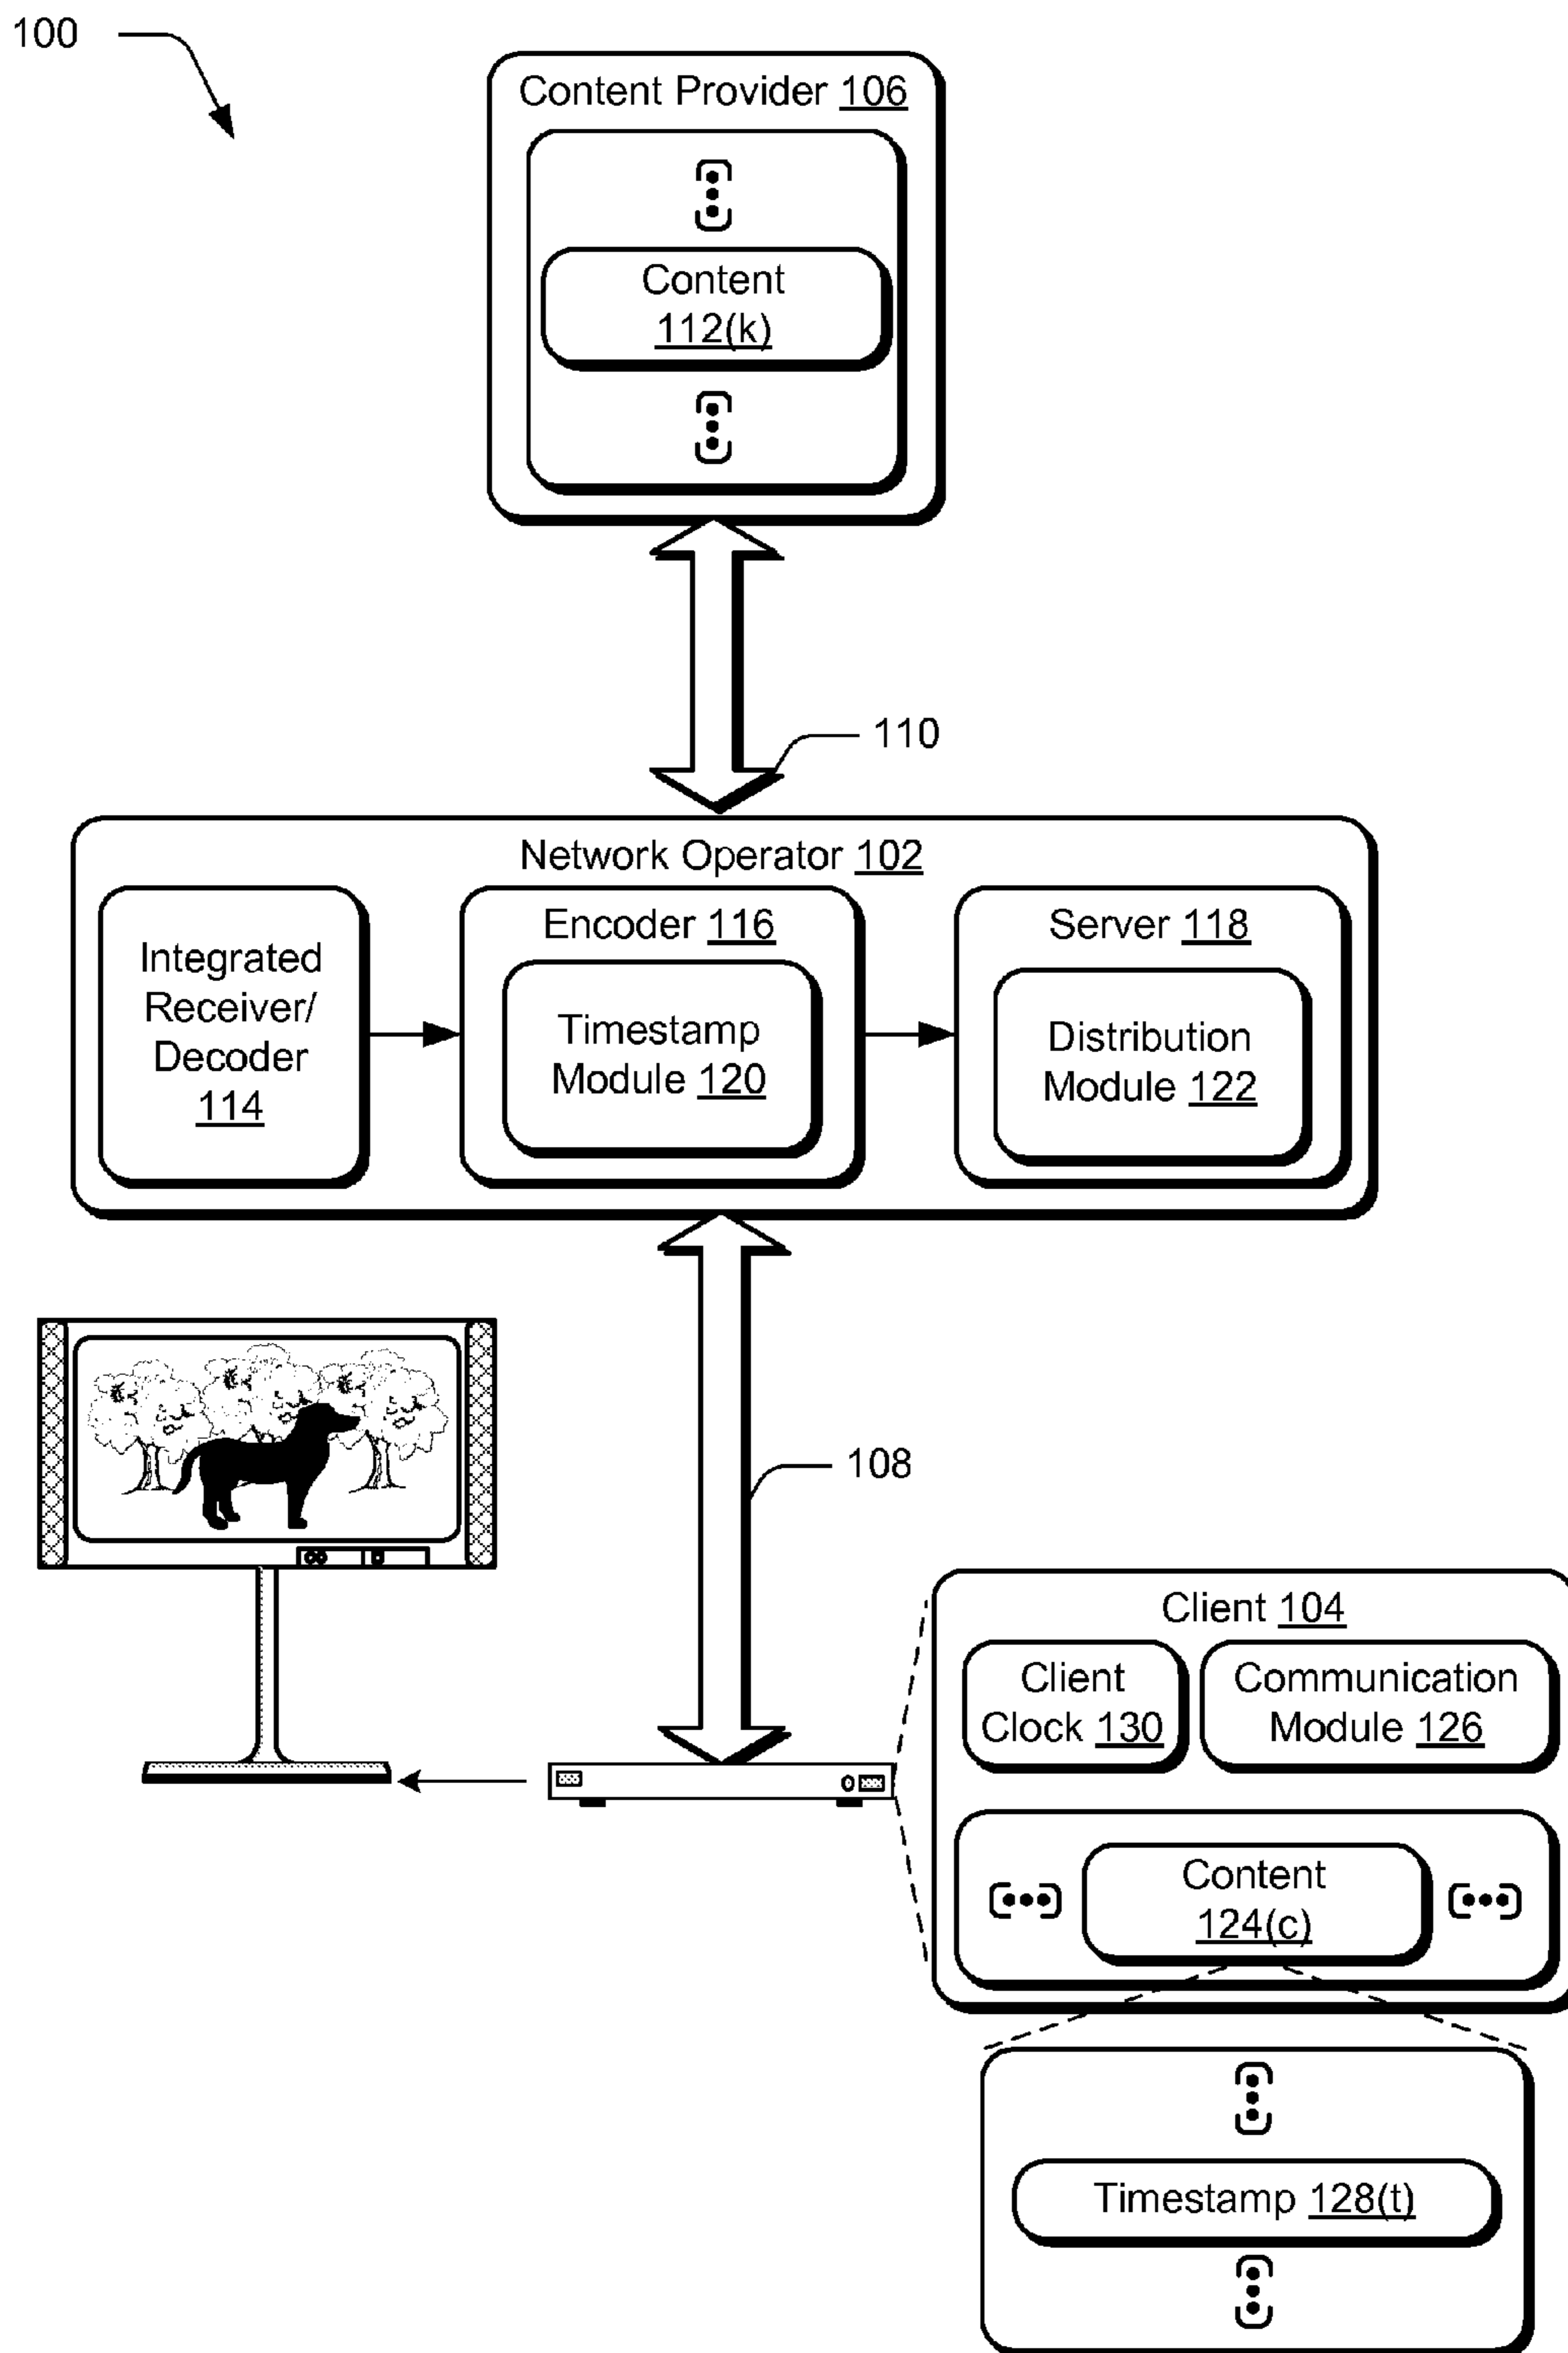 100
Content Provider 106
Content
112(k)
110
Network Operator 102
Integrated
Receiver/
Decoder
114
Encoder 116
Timestamp
Module 120
Server 118
Distribution
Module 122
108
Client 104
Client
Clock 130
Communication
Module 126
Content
124(c)
Timestamp 128(t)